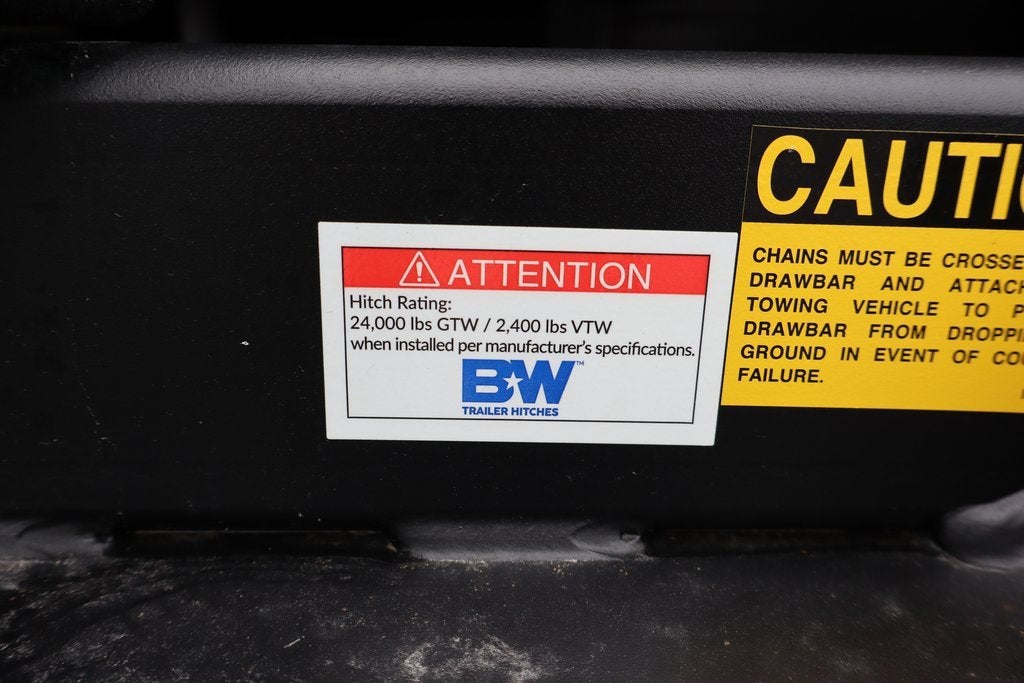 ATTENTION
Hitch Rating:
24,000 lbs GTW / 2,400 lbs VTW
when installed per manufacturer's specifications.
B★W™
TRAILER HITCHES
CAUTI
CHAINS MUST BE CROSSE
DRAWBAR AND ATTACH
TOWING VEHICLE TO P
DRAWBAR FROM DROPPI
GROUND IN EVENT OF CO
FAILURE.